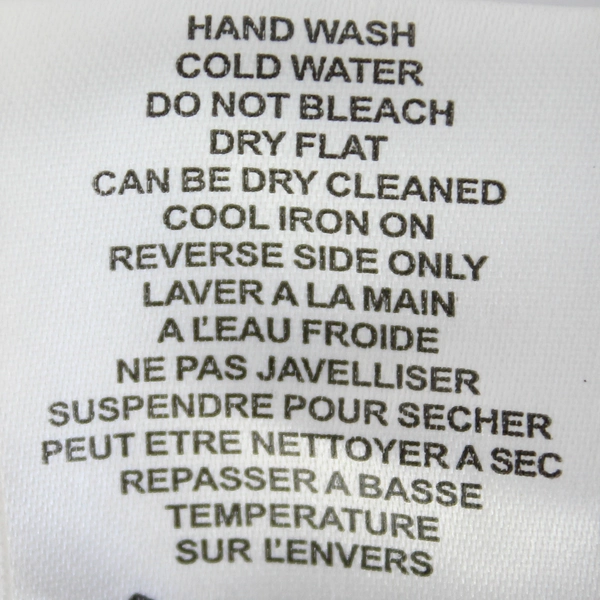 HAND WASH
COLD WATER
DO NOT BLEACH
DRY FLAT
CAN BE DRY CLEANED
COOL IRON ON
REVERSE SIDE ONLY
LAVER A LA MAIN
A L'EAU FROIDE
NE PAS JAVELLISER
SUSPENDRE POUR SECHER
PEUT ETRE NETTOYER A SEC
REPASSER A BASSE
TEMPERATURE
SUR L'ENVERS